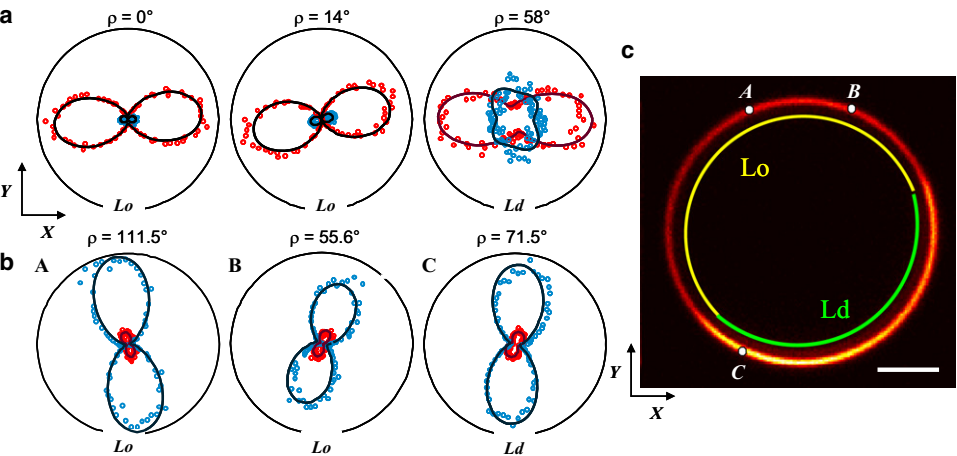 a
ρ = 0° ρ = 14° ρ = 58°
Lo Lo Ld
Y
X
b
ρ = 111.5° ρ = 55.6° ρ = 71.5°
A B C
Lo Lo Ld
c
A B
Lo
Ld
C
Y
X